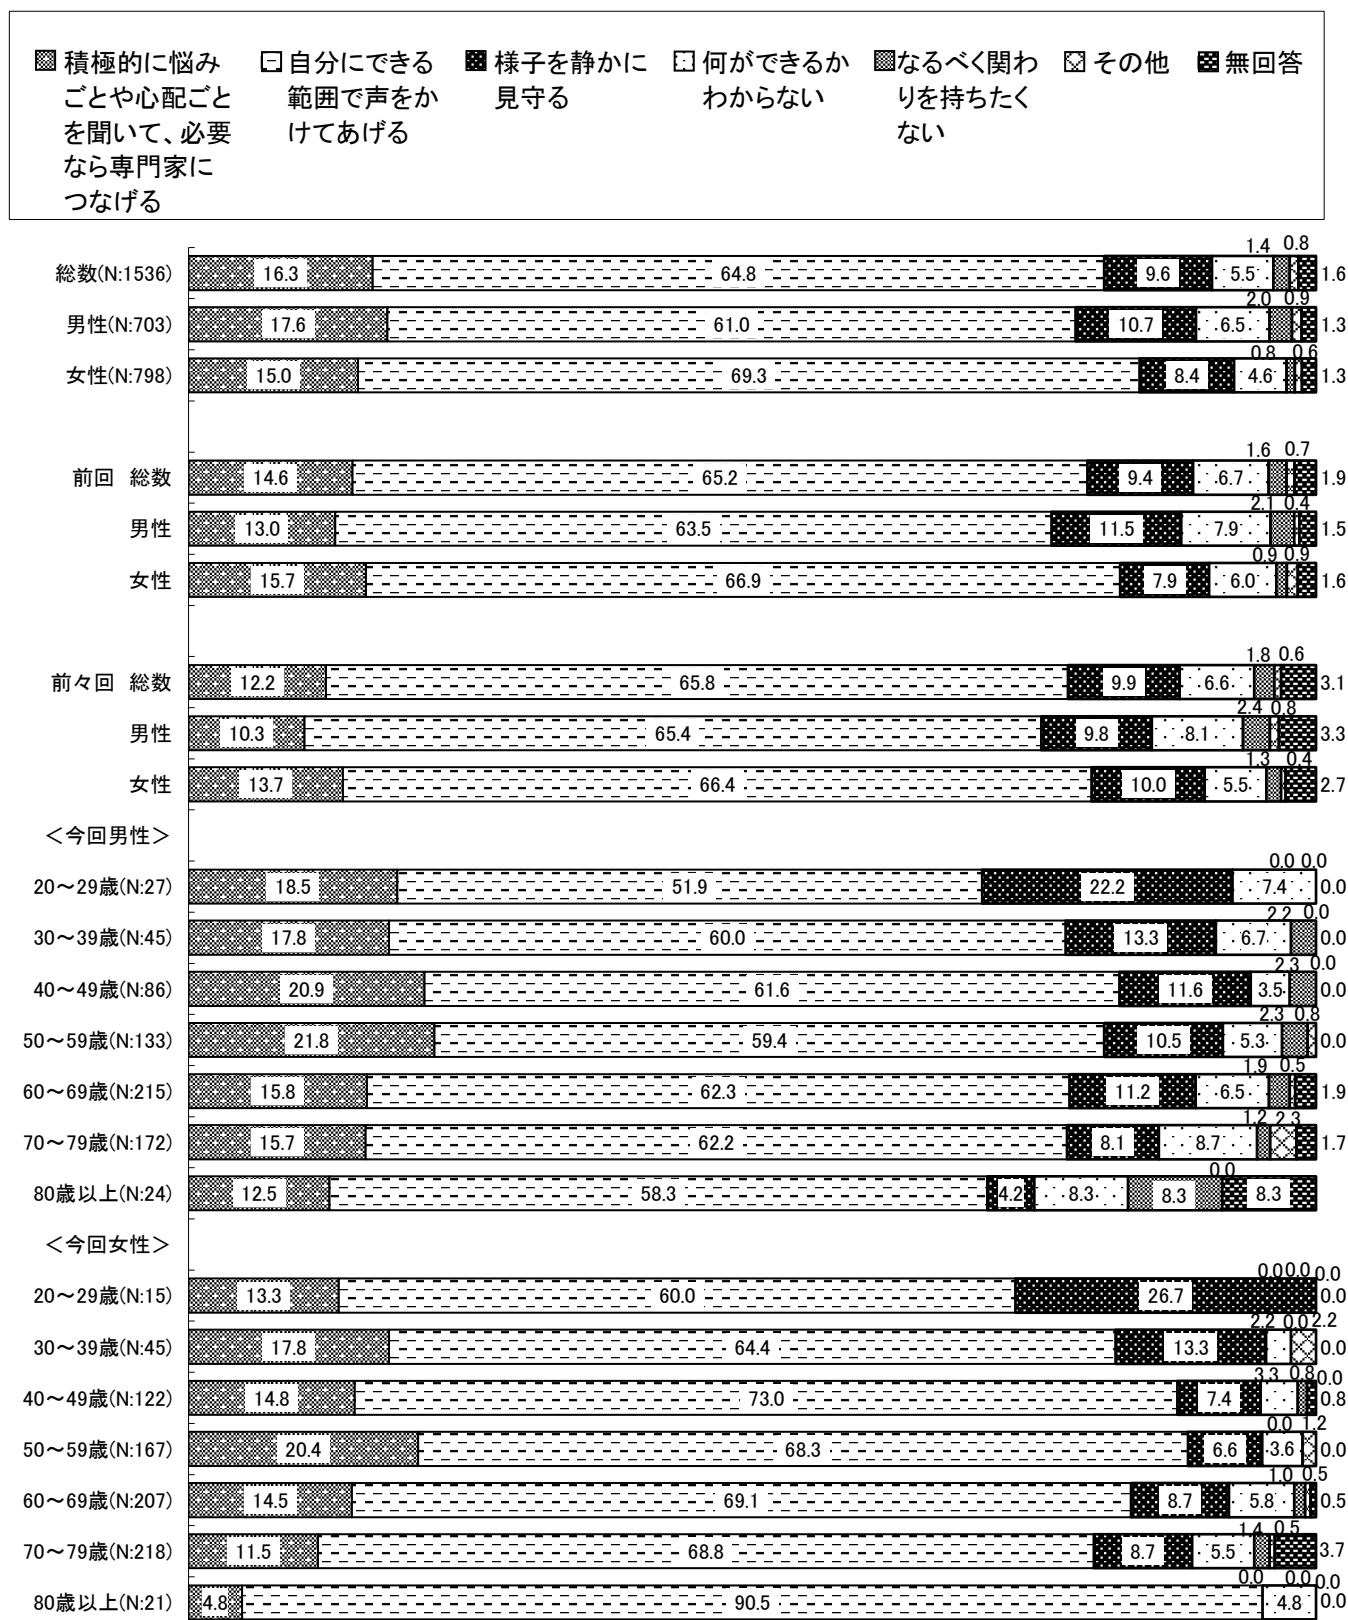 積極的に悩み
ごとや心配ごと
を聞いて、必要
なら専門家に
つなげる
自分にできる
範囲で声をか
けてあげる
様子を静かに
見守る
何ができるか
わからない
なるべく関わ
りを持ちたく
ない
その他
無回答
1.4 0.8
総数(N:1536) 16.3 64.8 9.6 5.5 1.6
2.0 0.9
男性(N:703) 17.6 61.0 10.7 6.5 1.3
0.8 0.6
女性(N:798) 15.0 69.3 8.4 4.6 1.3
1.6 0.7
前回 総数 14.6 65.2 9.4 6.7 1.9
2.1 0.4
男性 13.0 63.5 11.5 7.9 1.5
0.9 0.9
女性 15.7 66.9 7.9 6.0 1.6
1.8 0.6
前々回 総数 12.2 65.8 9.9 6.6 3.1
2.4 0.8
男性 10.3 65.4 9.8 8.1 3.3
1.3 0.4
女性 13.7 66.4 10.0 5.5 2.7
＜今回男性＞
0.0 0.0
20～29歳(N:27) 18.5 51.9 22.2 7.4 0.0
2.2 0.0
30～39歳(N:45) 17.8 60.0 13.3 6.7 0.0
2.3 0.0
40～49歳(N:86) 20.9 61.6 11.6 3.5 0.0
2.3 0.8
50～59歳(N:133) 21.8 59.4 10.5 5.3 0.0
1.9 0.5
60～69歳(N:215) 15.8 62.3 11.2 6.5 1.9
1.2 2.3
70～79歳(N:172) 15.7 62.2 8.1 8.7 1.7
0.0
80歳以上(N:24) 12.5 58.3 4.2 8.3 8.3 8.3
＜今回女性＞
0.0 0.0 0.0
20～29歳(N:15) 13.3 60.0 26.7 0.0
2.2 0.0 2.2
30～39歳(N:45) 17.8 64.4 13.3 0.0
3.3 0.8 0.0
40～49歳(N:122) 14.8 73.0 7.4 0.8
0.0 1.2
50～59歳(N:167) 20.4 68.3 6.6 3.6 0.0
1.0 0.5
60～69歳(N:207) 14.5 69.1 8.7 5.8 0.5
1.4 0.5
70～79歳(N:218) 11.5 68.8 8.7 5.5 3.7
0.0 0.0 0.0
80歳以上(N:21) 4.8 90.5 4.8 0.0